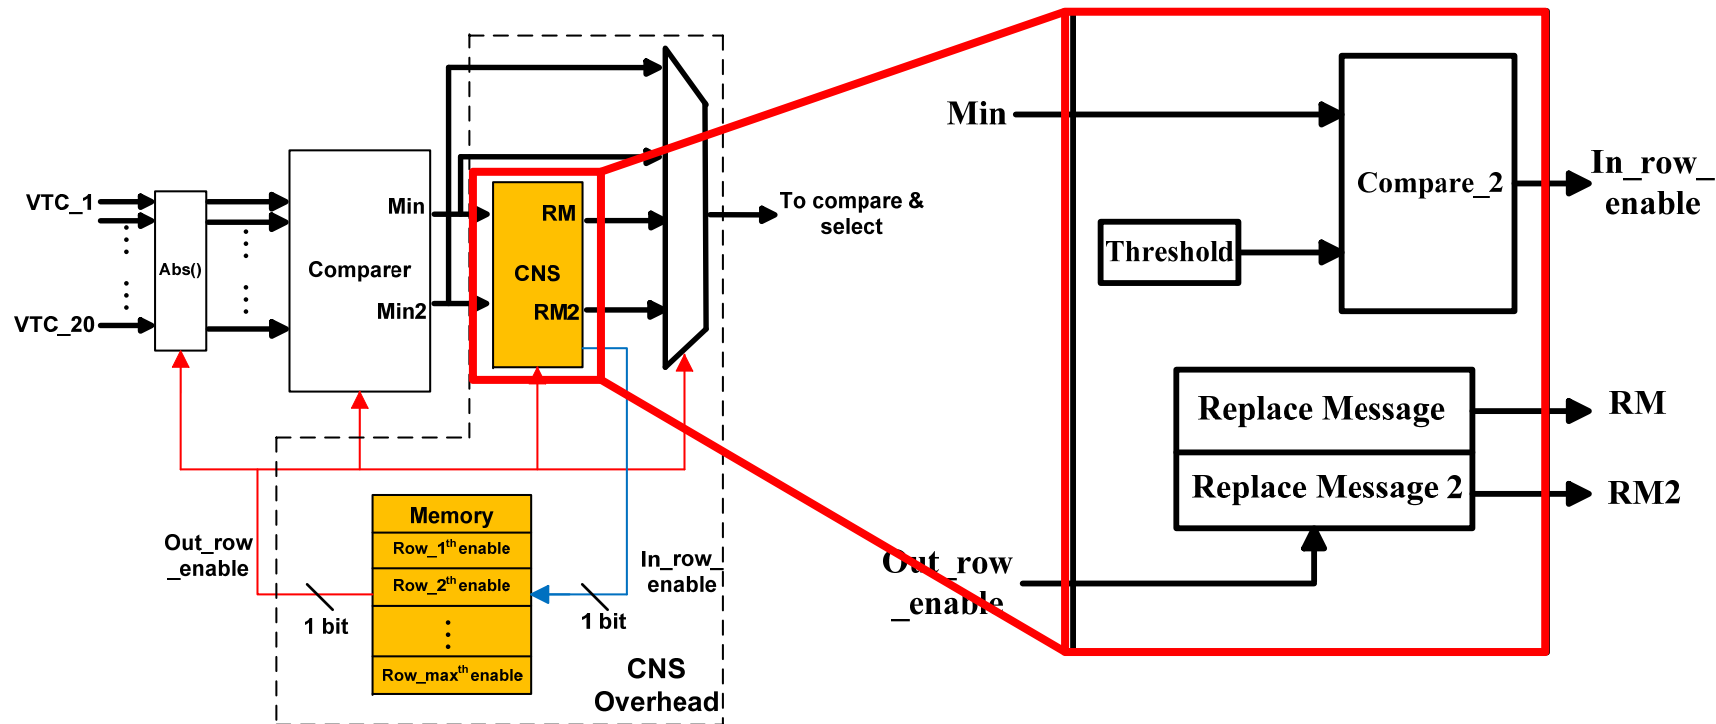 VTC_1
VTC_20
Abs()
Comparer
Min
Min2
RM
CNS
RM2
To compare &
select
Out_row
_enable
1 bit
Memory
Row_1th enable
Row_2th enable
Row_maxth enable
In_row_
enable
1 bit
CNS
Overhead
Min
Threshold
Compare_2
In_row_
enable
Replace Message
Replace Message 2
RM
RM2
Out_row
_enable